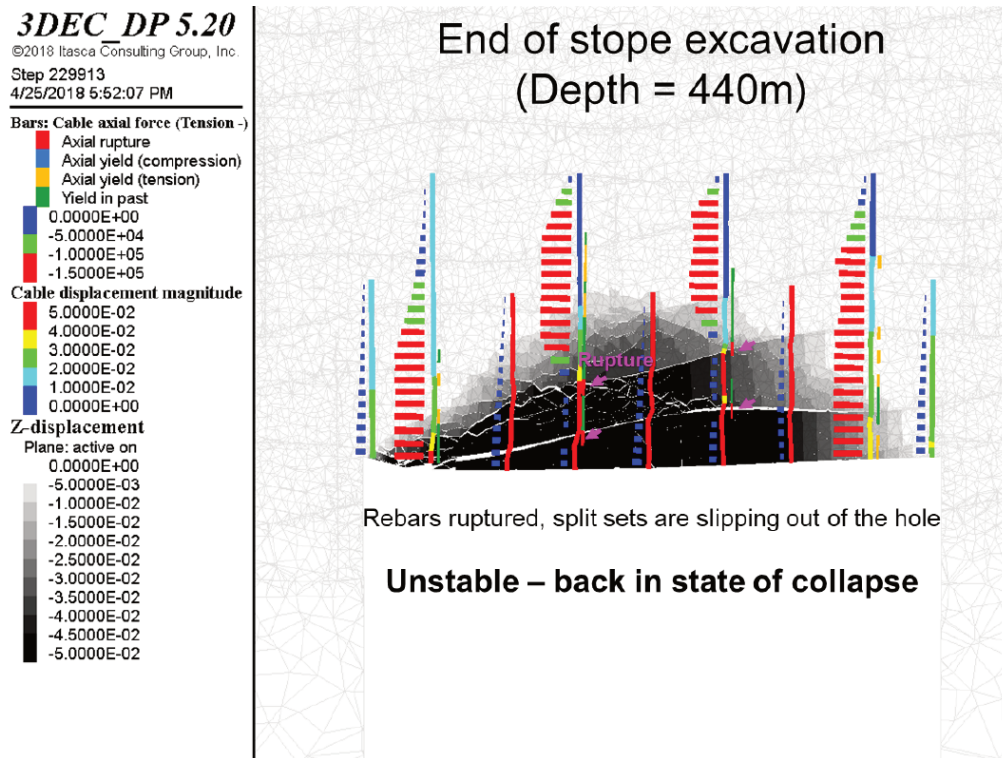 3DEC_DP 5.20
©2018 Itasca Consulting Group, Inc.
Step 229913
4/25/2018 5:52:07 PM
Bars: Cable axial force (Tension -)
Axial rupture
Axial yield (compression)
Axial yield (tension)
Yield in past
0.0000E+00
-5.0000E+04
-1.0000E+05
-1.5000E+05
Cable displacement magnitude
5.0000E-02
4.0000E-02
3.0000E-02
2.0000E-02
1.0000E-02
0.0000E+00
Z-displacement
Plane: active on
0.0000E+00
-5.0000E-03
-1.0000E-02
-1.5000E-02
-2.0000E-02
-2.5000E-02
-3.0000E-02
-3.5000E-02
-4.0000E-02
-4.5000E-02
-5.0000E-02
End of stope excavation
(Depth = 440m)
Rupture
Rebars ruptured, split sets are slipping out of the hole
Unstable – back in state of collapse